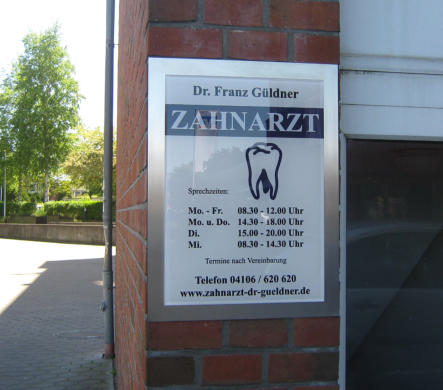 Dr. Franz Güldner
ZAHNARZT
Sprechzeiten:
Mo. - Fr. 08.30 - 12.00 Uhr
Mo. u. Do. 14.30 - 18.00 Uhr
Di. 15.00 - 20.00 Uhr
Mi. 08.30 - 14.30 Uhr
Termine nach Vereinbarung
Telefon 04106 / 620 620
www.zahnarzt-dr-gueldner.de